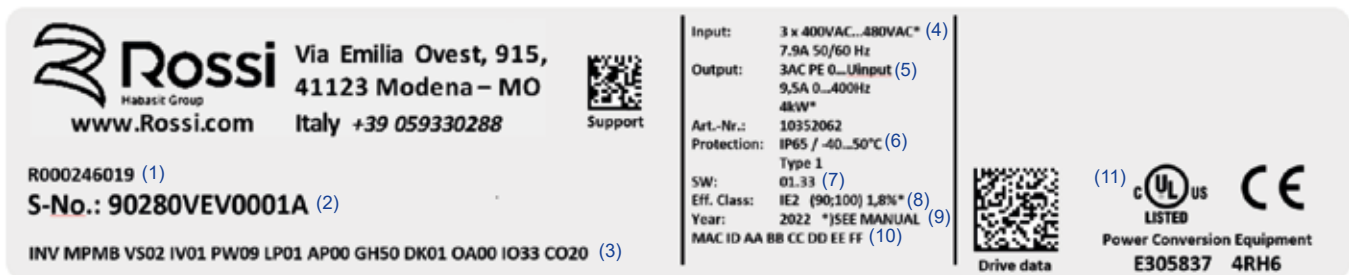 Rossi
Habasit Group
www.Rossi.com
Via Emilia Ovest, 915,
41123 Modena – MO
Italy +39 059330288
Support
R000246019 (1)
S-No.: 90280VEV0001A (2)
INV MPMB VS02 IV01 PW09 LP01 AP00 GH50 DK01 OA00 IO33 CO20 (3)
Input: 3 x 400VAC...480VAC* (4)
7.9A 50/60 Hz
Output: 3AC PE 0...Uinput (5)
9,5A 0...400Hz
4kW*
Art.-Nr.: 10352062
Protection: IP65 / -40...50°C (6)
Type 1
SW: 01.33 (7)
Eff. Class: IE2 (90;100) 1,8%* (8)
Year: 2022 *)SEE MANUAL (9)
MAC ID AA BB CC DD EE FF (10)
Drive data
(11) C UL US CE
LISTED
Power Conversion Equipment
E305837 4RH6